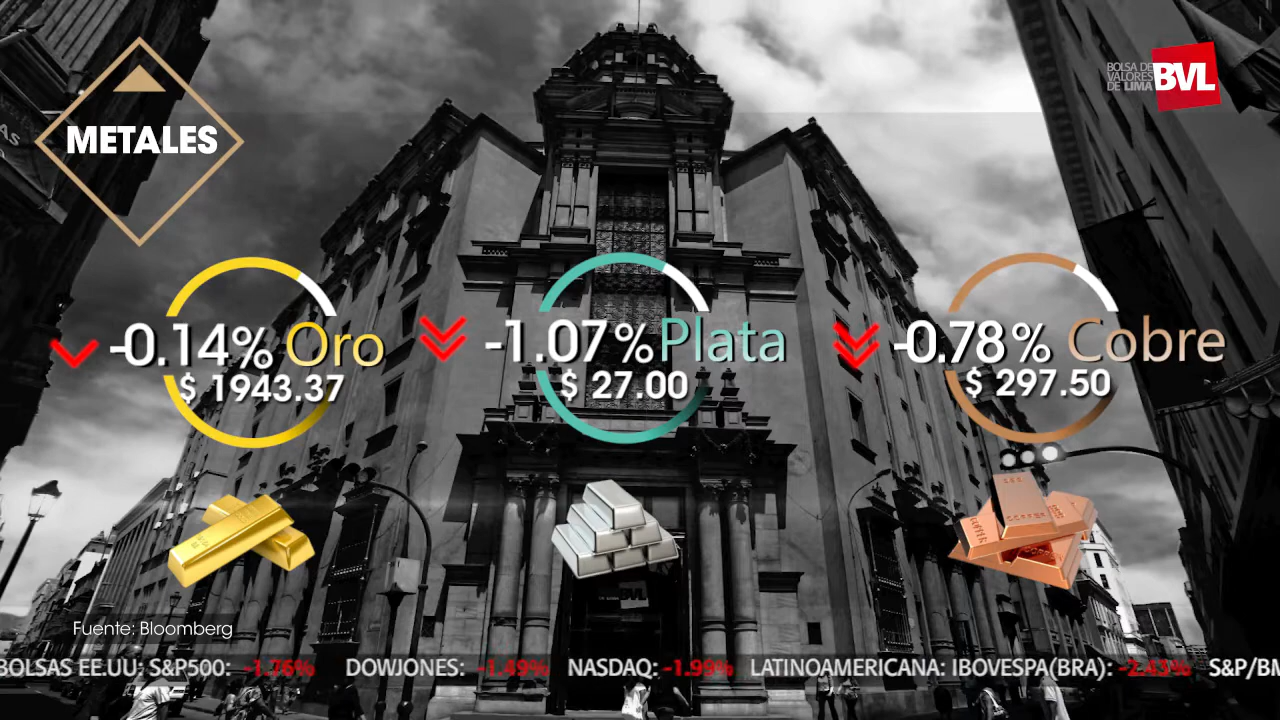 METALES
BOLSA DE
VALORES
DE LIMA
BVL
-0.14% Oro
$ 1943.37
-1.07% Plata
$ 27.00
-0.78% Cobre
$ 297.50
Fuente: Bloomberg
BOLSAS EE.UU: S&P500: -1.76% DOWJONES: -1.49% NASDAQ: -1.99% LATINOAMERICANA: IBOVESPA(BRA): -2.43% S&P/BM